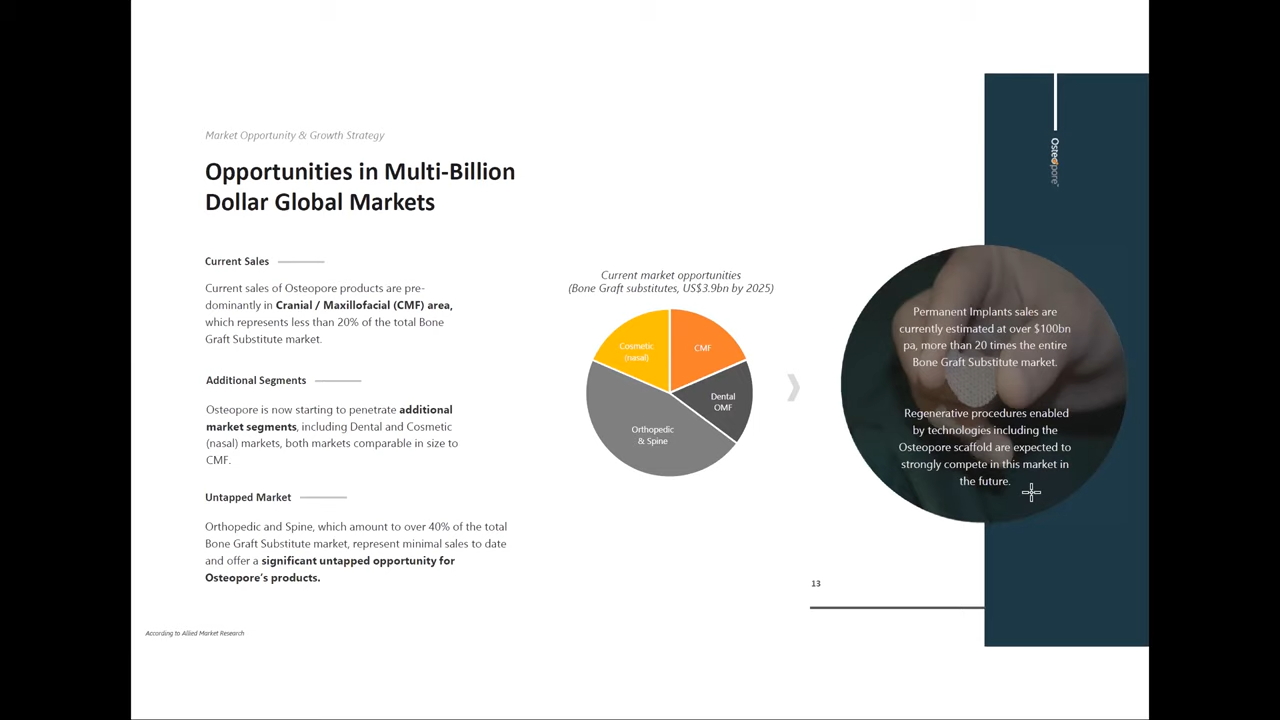 Market Opportunity & Growth Strategy
Opportunities in Multi-Billion
Dollar Global Markets
Current Sales
Current sales of Osteopore products are pre-
dominantly in Cranial / Maxillofacial (CMF) area,
which represents less than 20% of the total Bone
Graft Substitute market.
Additional Segments
Osteopore is now starting to penetrate additional
market segments, including Dental and Cosmetic
(nasal) markets, both markets comparable in size to
CMF.
Untapped Market
Orthopedic and Spine, which amount to over 40% of the total
Bone Graft Substitute market, represent minimal sales to date
and offer a significant untapped opportunity for
Osteopore's products.
According to Allied Market Research
Current market opportunities
(Bone Graft substitutes, US$3.9bn by 2025)
Cosmetic
(nasal)
CMF
Dental
OMF
Orthopedic
& Spine
Osteopore
Permanent Implants sales are
currently estimated at over $100bn
pa, more than 20 times the entire
Bone Graft Substitute market.
Regenerative procedures enabled
by technologies including the
Osteopore scaffold are expected to
strongly compete in this market in
the future.
13